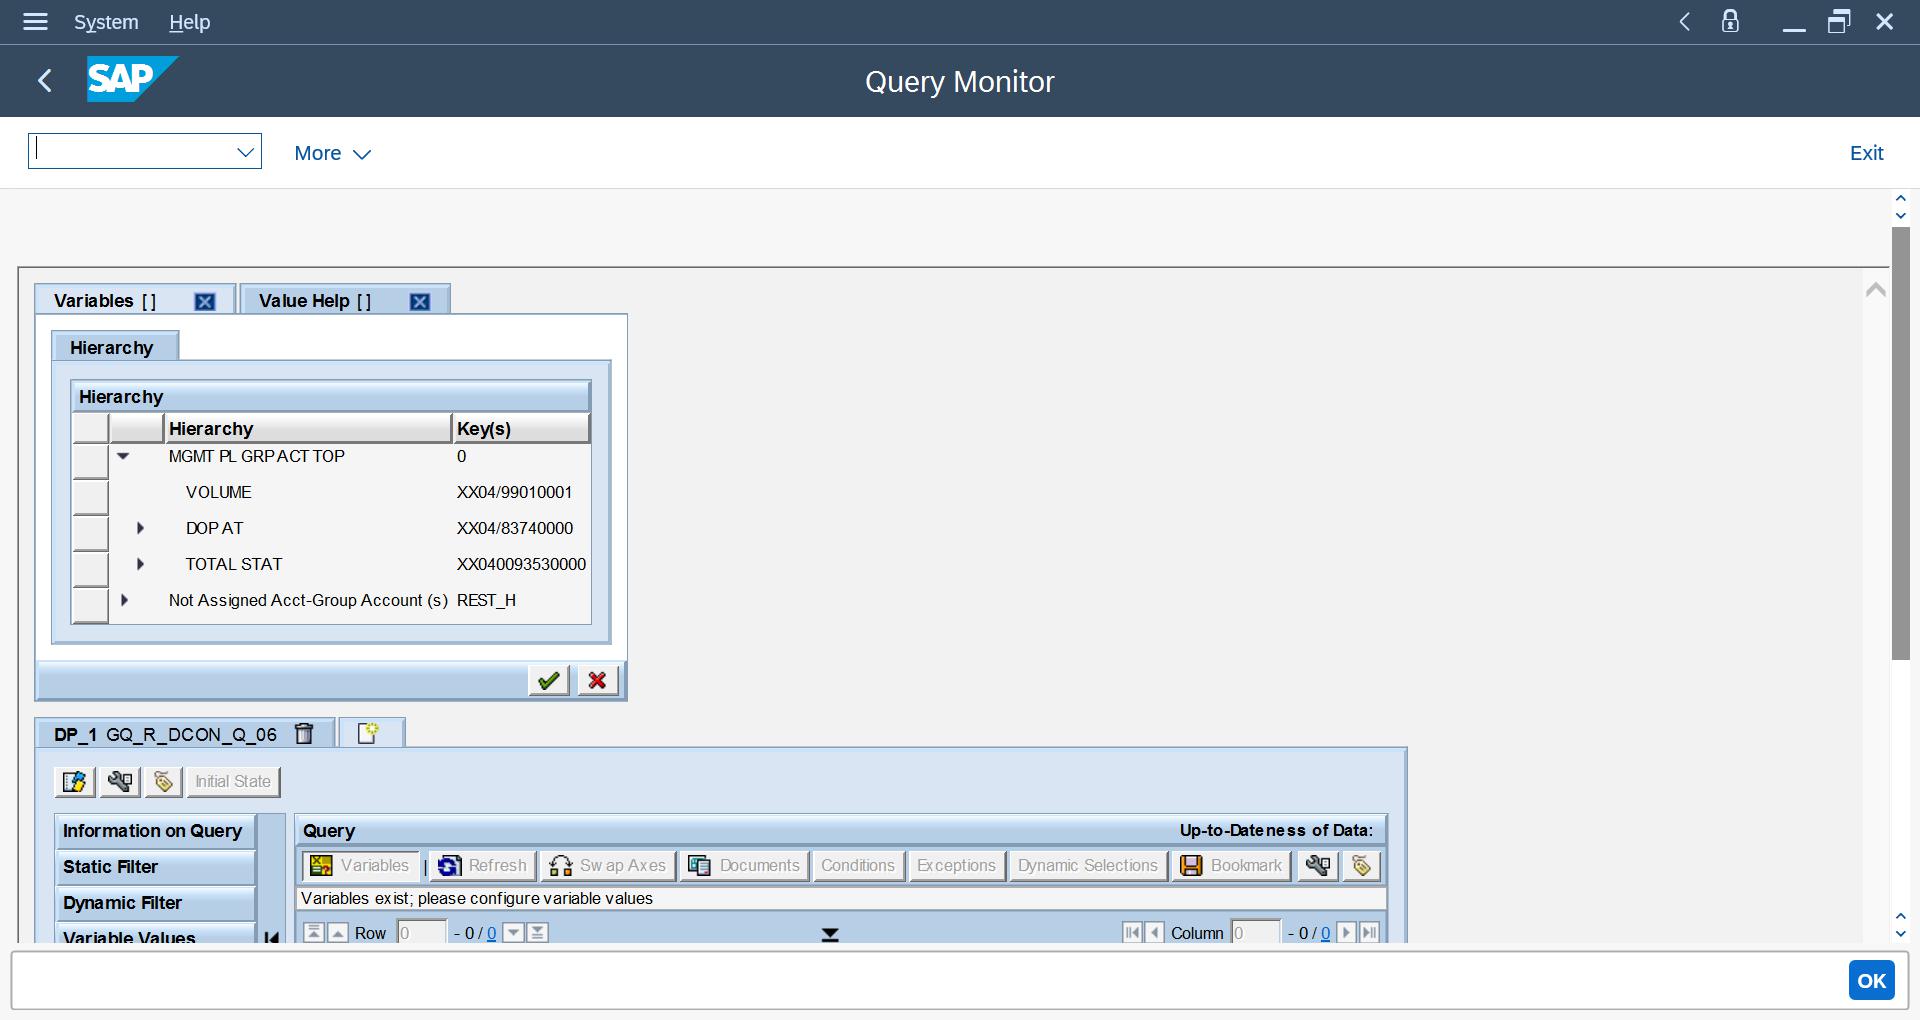 System Help
SAP Query Monitor
More Exit
Variables [ ] Value Help [ ]
Hierarchy
Hierarchy
Hierarchy Key(s)
MGMT PL GRP ACT TOP 0
VOLUME XX04/99010001
DOP AT XX04/83740000
TOTAL STAT XX040093530000
Not Assigned Acct-Group Account (s) REST_H
DP_1 GQ_R_DCON_Q_06
Initial State
Information on Query
Static Filter
Dynamic Filter
Variable Values
Query Up-to-Dateness of Data:
Variables | Refresh Swap Axes Documents Conditions Exceptions Dynamic Selections Bookmark
Variables exist; please configure variable values
Row 0 - 0 / 0 Column 0 - 0 / 0
OK